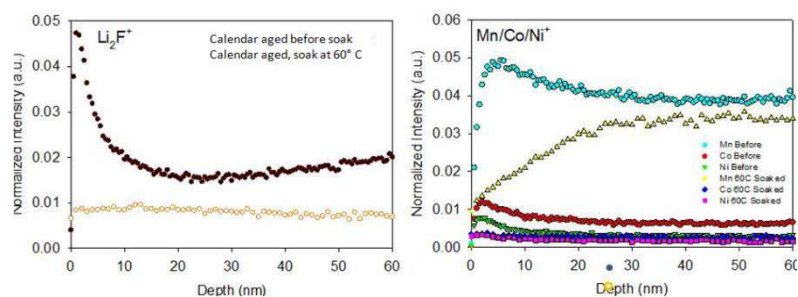 Li₂F⁺
Calendar aged before soak
Calendar aged, soak at 60° C
Normalized Intensity (a.u.)
0.05
0.04
0.03
0.02
0.01
0.00
0 10 20 30 40 50 60
Depth (nm)
Mn/Co/Ni⁺
Normalized Intensity (a.u.)
0.06
0.05
0.04
0.03
0.02
0.01
0.00
Mn Before
Co Before
Ni Before
Mn 60C Soaked
Co 60C Soaked
Ni 60C Soaked
0 10 20 30 40 50 60
Depth (nm)